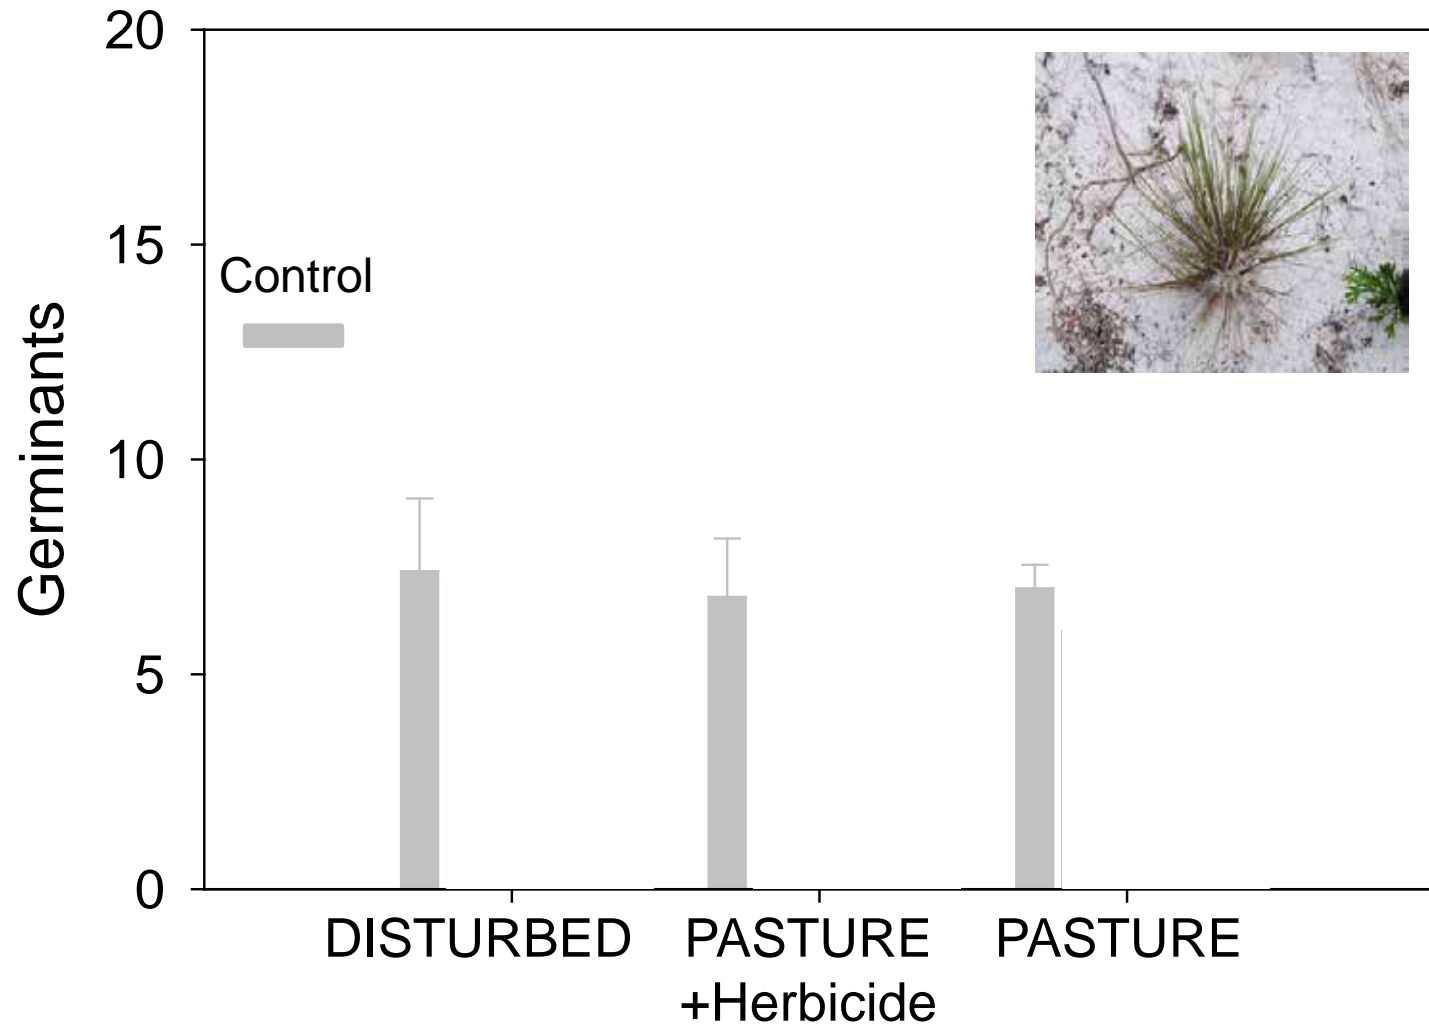 20
15
Control
Germinants
10
5
0
DISTURBED
PASTURE
PASTURE
+Herbicide